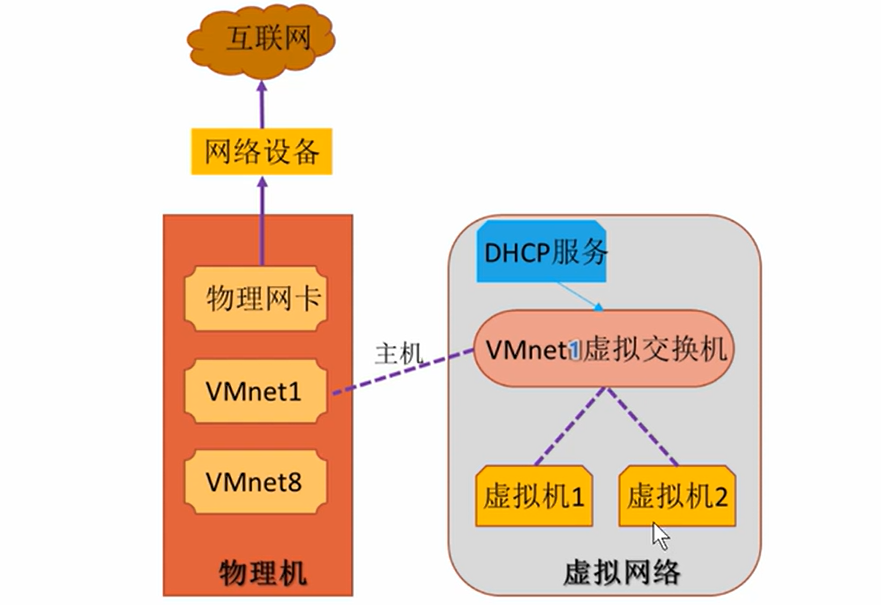 互联网
网络设备
物理网卡
VMnet1
VMnet8
物理机
主机
DHCP服务
VMnet1虚拟交换机
虚拟机1
虚拟机2
虚拟网络